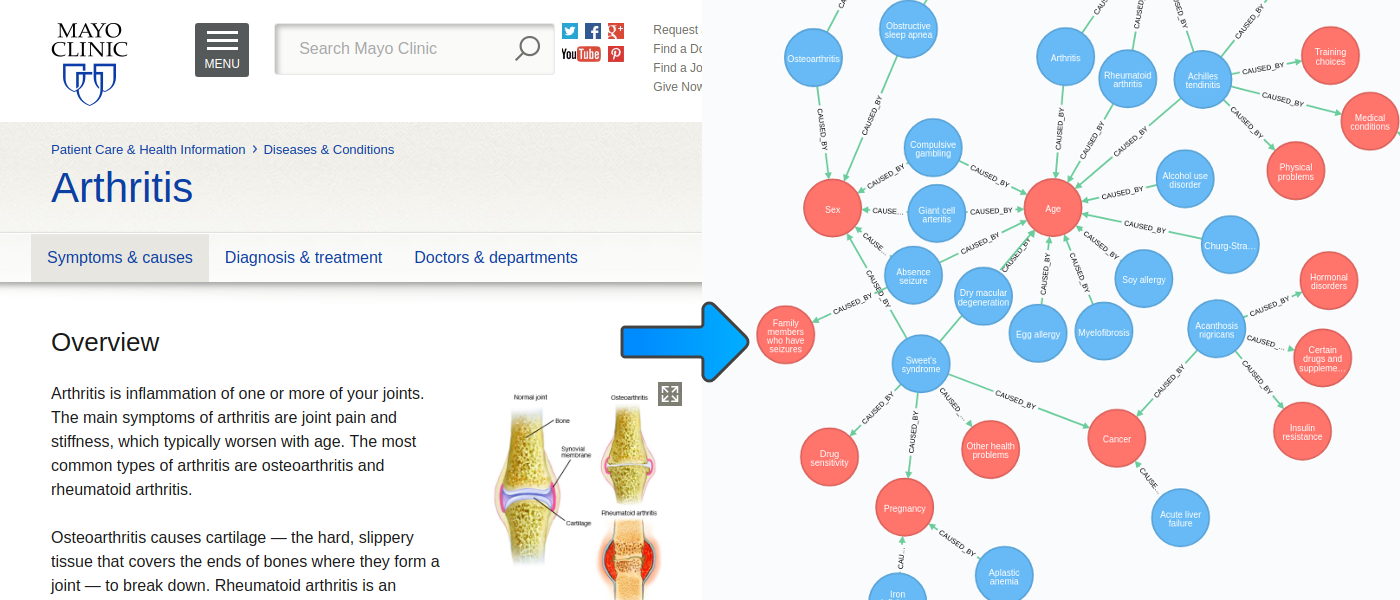 MAYO
CLINIC
MENU
Search Mayo Clinic
You Tube
Request
Find a Do
Find a Jo
Give Now
Patient Care & Health Information › Diseases & Conditions
Arthritis
Symptoms & causes
Diagnosis & treatment
Doctors & departments
Overview
Arthritis is inflammation of one or more of your joints.
The main symptoms of arthritis are joint pain and
stiffness, which typically worsen with age. The most
common types of arthritis are osteoarthritis and
rheumatoid arthritis.
Osteoarthritis causes cartilage — the hard, slippery
tissue that covers the ends of bones where they form a
joint — to break down. Rheumatoid arthritis is an
Normal joint
Bone
Synovial
membrane
Cartilage
Osteoarthritis
Rheumatoid arthritis
Osteoarthritis
Obstructive
sleep apnea
Arthritis
Rheumatoid
arthritis
Achilles
tendinitis
Training
choices
Medical
conditions
Physical
problems
CAUSED_BY
CAUSED_BY
CAUSED_BY
CAUSED_BY
CAUSED_BY
CAUSED_BY
CAUSED_BY
CAUSED_BY
Compulsive
gambling
CAUSED_BY
CAUSED_BY
Sex
CAUSE...
Giant cell
arteritis
CAUSED_BY
Age
CAUSED_BY
Alcohol use
disorder
CAUSED_BY
Churg-Stra...
CAUSE...
CAUSED_BY
Absence
seizure
CAUSED_BY
CAUSED_BY
CAUSED_BY
CAUSED_BY
CAUSED_BY
CAUSED_BY
Dry macular
degeneration
Egg allergy
Myelofibrosis
Soy allergy
Family
members
who have
seizures
Sweet's
syndrome
Acanthosis
nigricans
CAUSED_BY
Hormonal
disorders
CAUSED_...
Certain
drugs and
suppleme...
CAUSED_BY
Insulin
resistance
CAUSED_BY
CAUSED_BY
Cancer
CAUSED_BY
Drug
sensitivity
CAUSED_BY
CAUSED_...
Other health
problems
Pregnancy
CAUSE...
Acute liver
failure
CAUSED_BY
Aplastic
anemia
CAU...
Iron